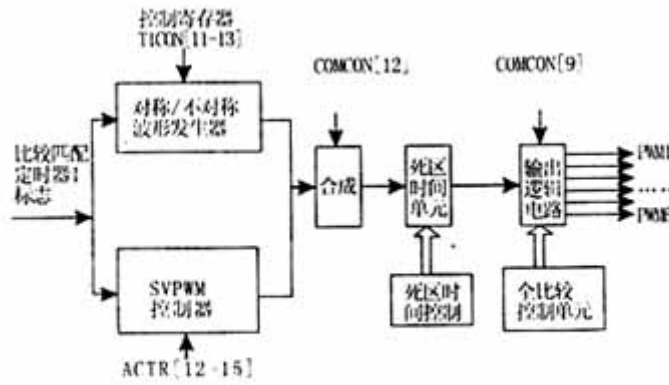 控制寄存器
T1CON[11-13]
COMCON[12]
COMCON[9]
对称/不对称
波形发生器
比较匹配
定时器1
标志
合成
死区
时间
单元
输出
逻辑
电路
PWM1
……
PWM6
SVPWM
控制器
死区时
间控制
全比较
控制单元
ACTR[12-15]